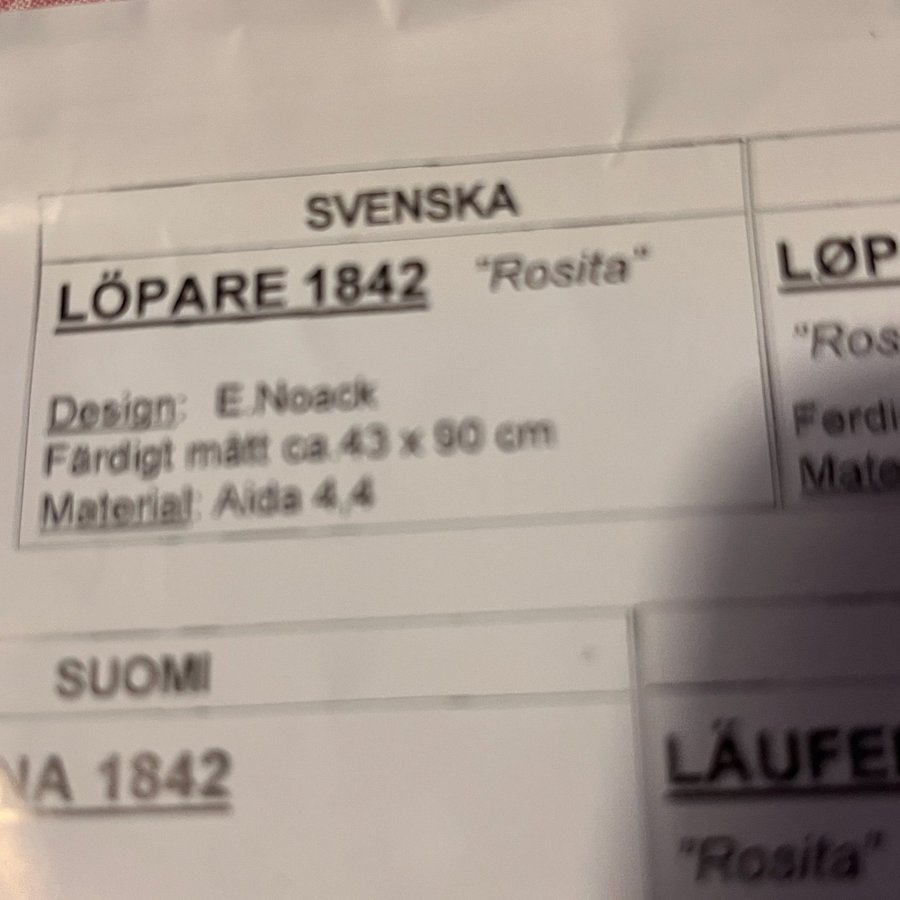 SVENSKA
LÖPARE 1842 "Rosita"
Design: E.Noack
Färdigt mått ca.43 x 90 cm
Material: Aida 4,4
LØP
"Ros
Færdi
Mate
SUOMI
NA 1842
LÄUFE
"Rosita"